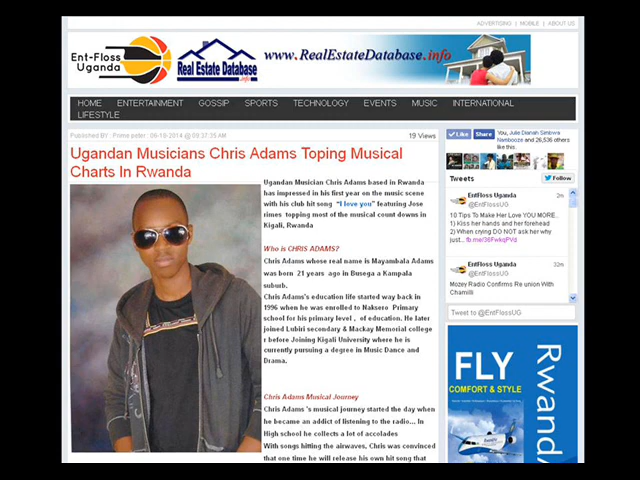 ADVERTISING | MOBILE | ABOUT US
Ent-Floss
Uganda
Real Estate Database
.info
www.RealEstateDatabase.info
HOME ENTERTAINMENT GOSSIP SPORTS TECHNOLOGY EVENTS MUSIC INTERNATIONAL
LIFESTYLE
Published BY : Prime peter : 06-16-2014 @ 09:37:35 AM
19 Views
Ugandan Musicians Chris Adams Toping Musical
Charts In Rwanda
Ugandan Musician Chris Adams based in Rwanda
has impressed in his first year on the music scene
with his club hit song "I love you" featuring Jose
rimes topping most of the musical count downs in
Kigali, Rwanda
Who is CHRIS ADAMS?
Chris Adams whose real name is Mayambala Adams
was born 21 years ago in Busega a Kampala
suburb.
Chris Adams's education life started way back in
1996 when he was enrolled to Naksero Primary
school for his primary level , of education. He later
joined Lubiri secondary & Mackay Memorial college
r before Joining Kigali University where he is
currently pursuing a degree in Music Dance and
Drama.
Chris Adams Musical Journey
Chris Adams 's musical journey started the day when
he became an addict of listening to the radio... In
High school he collects a lot of accolades
With songs hitting the airwaves, Chris was convinced
that one time he will release his own hit song that
Like Share
You, Julie Dianah Simbwa
Nwebooze and 26,536 others
like this.
Tweets
Follow
EntFloss Uganda 2m
@EntFlossUG
10 Tips To Make Her Love YOU MORE..
1) Kiss her hands and her forehead
2) When crying DO NOT ask her why
just... fb.me/36FwkqPVd
EntFloss Uganda 32m
@EntFlossUG
Mozey Radio Confirms Re union With
Chamilli
Tweet to @EntFlossUG
FLY
COMFORT & STYLE
Rwanda